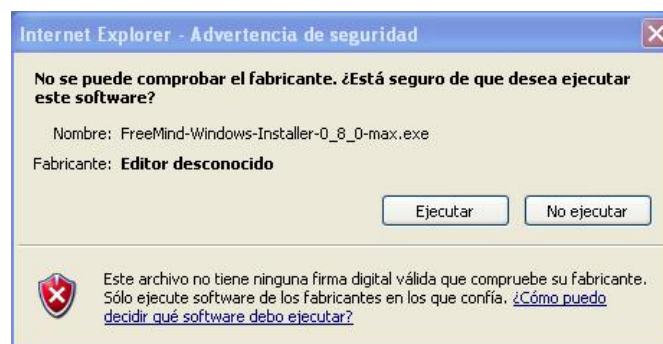 Internet Explorer - Advertencia de seguridad
No se puede comprobar el fabricante. ¿Está seguro de que desea ejecutar
este software?
Nombre: FreeMind-Windows-Installer-0_8_0-max.exe
Fabricante: Editor desconocido
Ejecutar No ejecutar
Este archivo no tiene ninguna firma digital válida que compruebe su fabricante.
Sólo ejecute software de los fabricantes en los que confía. ¿Cómo puedo
decidir qué software debo ejecutar?